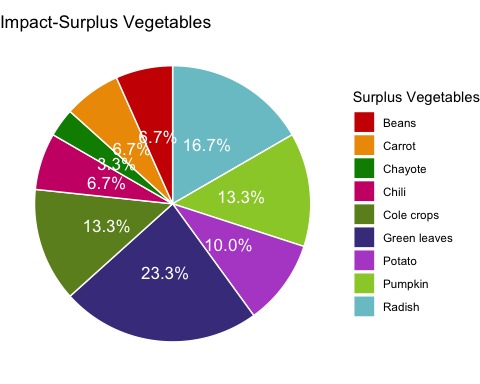 Impact-Surplus Vegetables
Surplus Vegetables
Beans
Carrot
Chayote
Chili
Cole crops
Green leaves
Potato
Pumpkin
Radish
6.7%
6.7%
3.3%
6.7%
13.3%
23.3%
10.0%
13.3%
16.7%